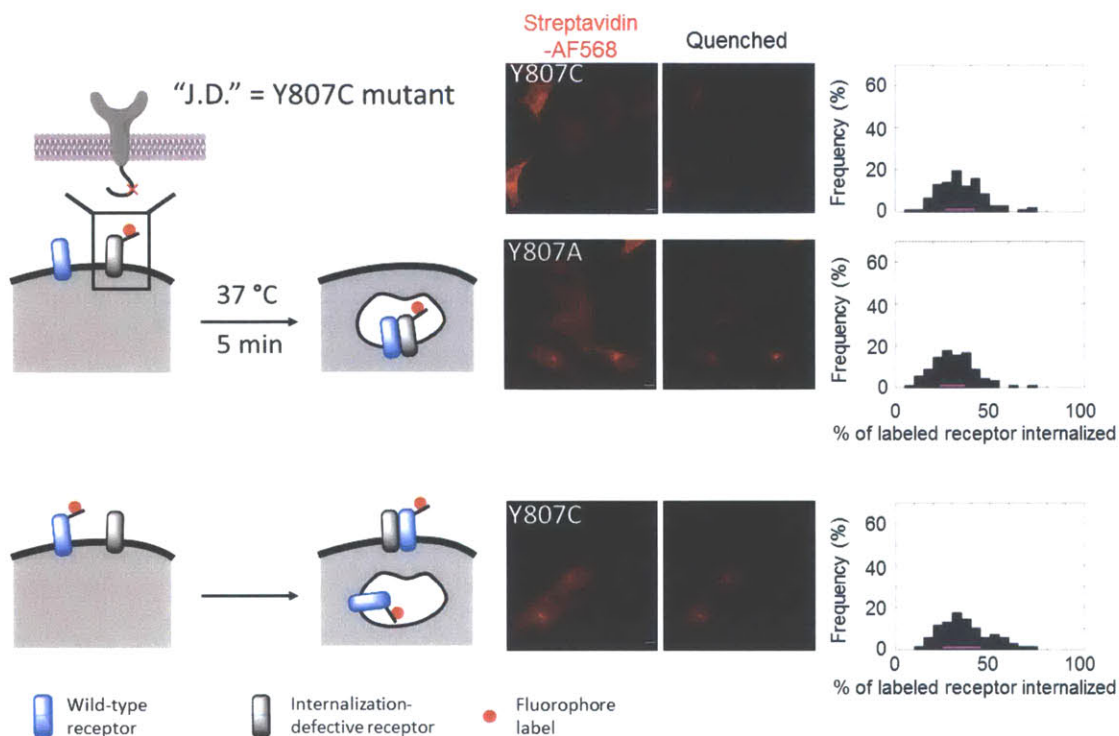 Streptavidin
-AF568
Quenched
"J.D." = Y807C mutant
Y807C
Frequency (%)
60
40
20
0
37 °C
5 min
Y807A
Frequency (%)
60
40
20
0
0
50
100
% of labeled receptor internalized
Y807C
Frequency (%)
60
40
20
0
0
50
100
% of labeled receptor internalized
Wild-type
receptor
Internalization-
defective receptor
Fluorophore
label